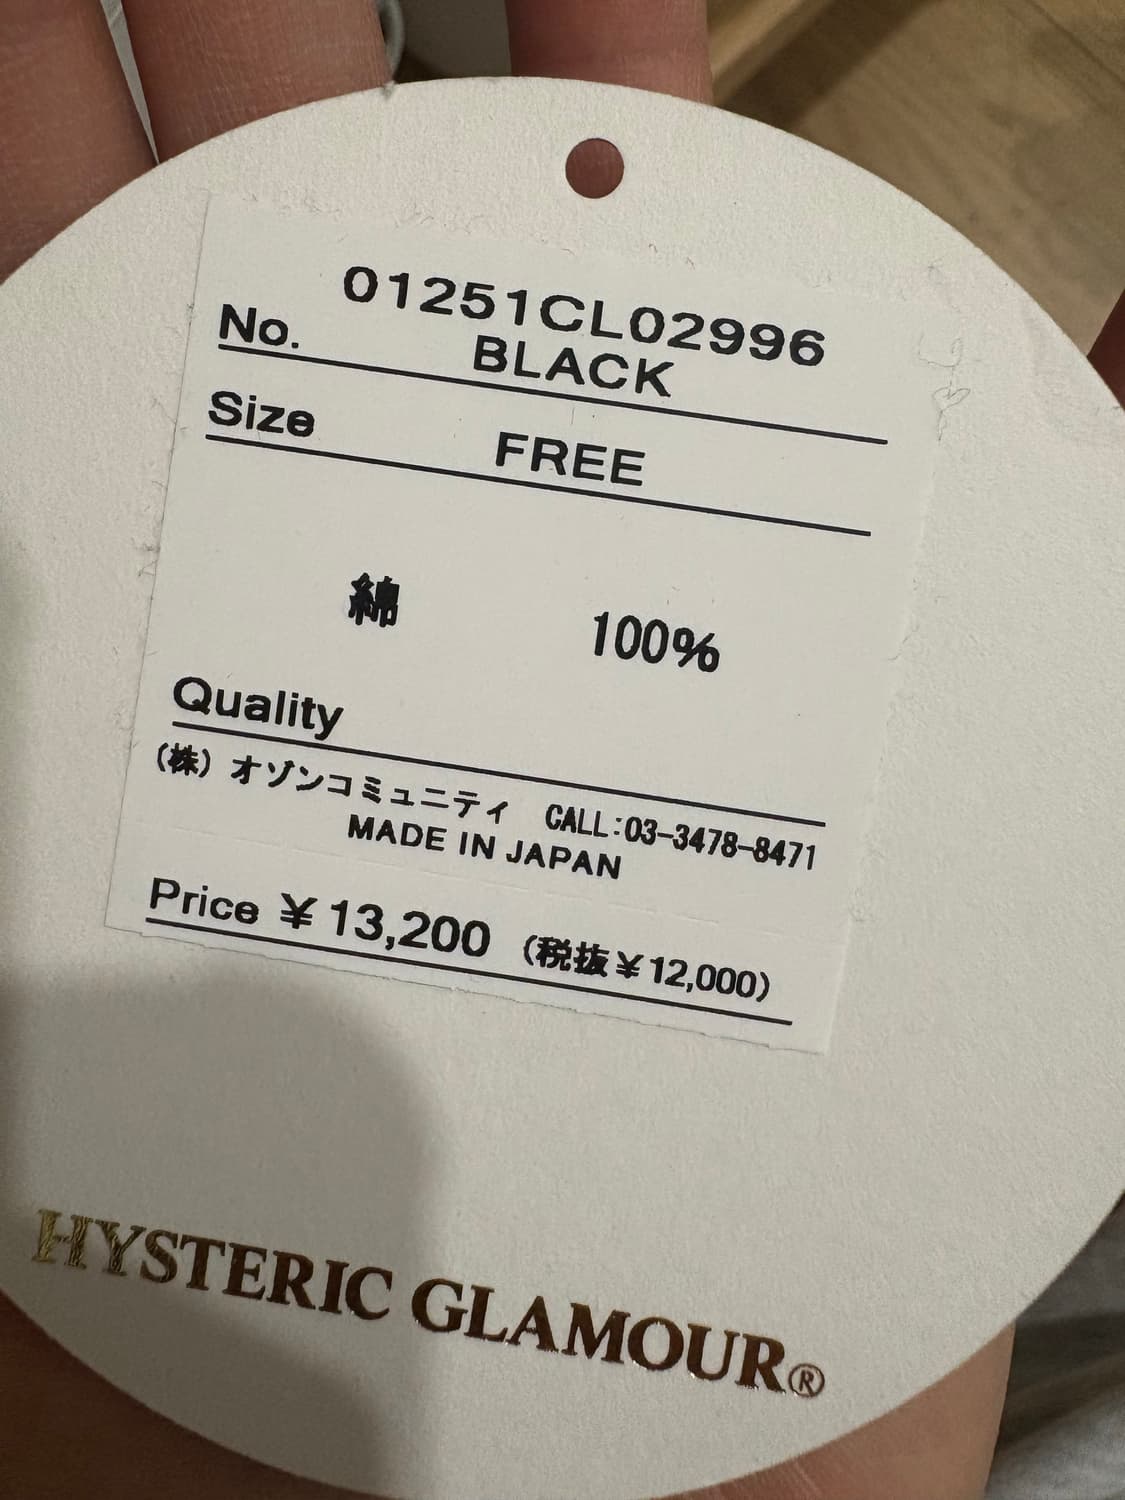 01251CL02996
No. BLACK
Size FREE
綿 100%
Quality
(株) オゾンコミュニティ CALL:03-3478-8471
MADE IN JAPAN
Price ¥13,200 (税抜¥12,000)
HYSTERIC GLAMOUR®